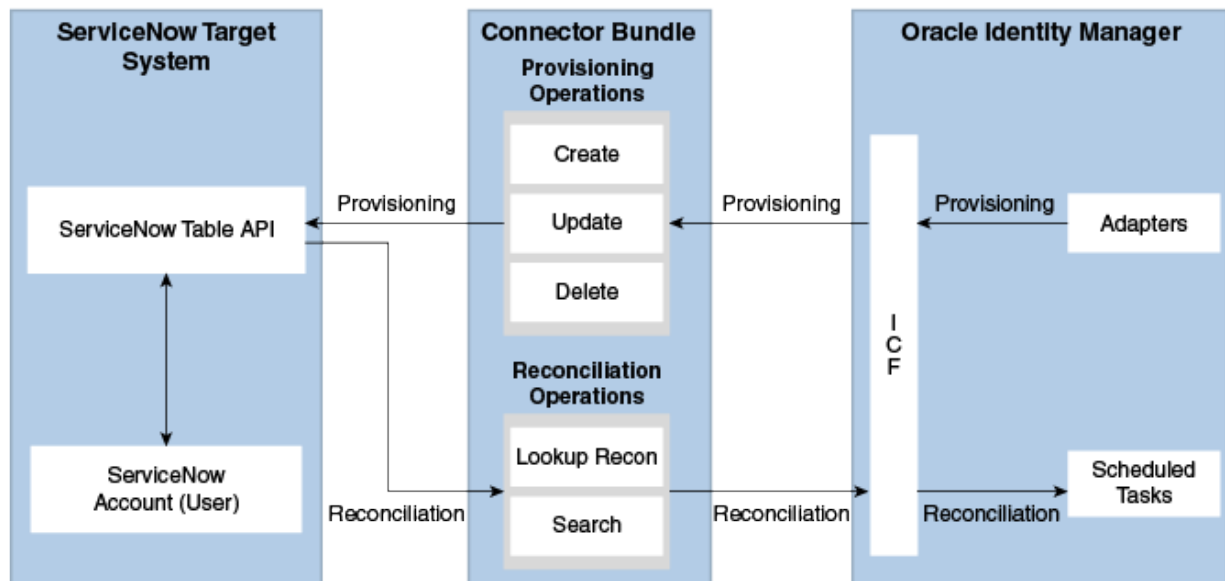 ServiceNow Target
System
ServiceNow Table API
ServiceNow
Account (User)
Provisioning
Reconciliation
Connector Bundle
Provisioning
Operations
Create
Update
Delete
Reconciliation
Operations
Lookup Recon
Search
Provisioning
Reconciliation
Oracle Identity Manager
I
C
F
Provisioning
Adapters
Reconciliation
Scheduled
Tasks